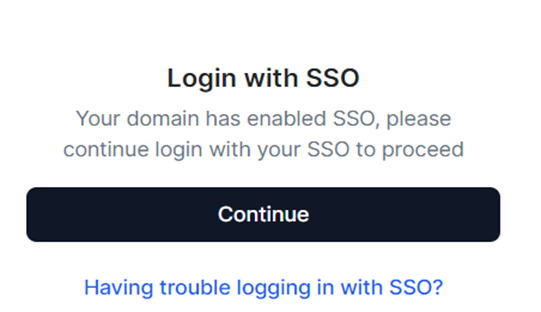 Login with SSO
Your domain has enabled SSO, please
continue login with your SSO to proceed
Continue
Having trouble logging in with SSO?